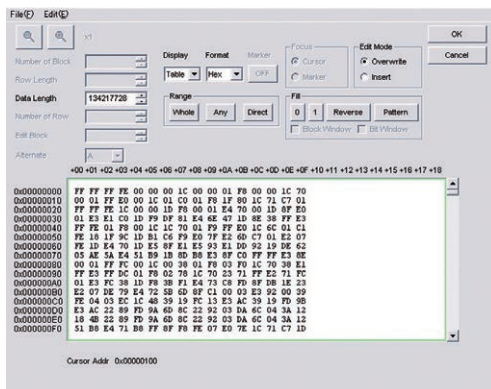 File(F) Edit(E)
x1
Number of Block
Row Length
Data Length 134217728
Number of Row
Edit Block
Alternate A
Display Format Marker
Table Hex OFF
Range
Whole Any Direct
Focus
Cursor
Marker
Edit Mode
Overwrite
Insert
Fill
0 1 Reverse Pattern
Block Window Bit Window
OK
Cancel
+00 +01 +02 +03 +04 +05 +06 +07 +08 +09 +0A +0B +0C +0D +0E +0F +10 +11 +12 +13 +14 +15 +16 +17 +18
0x00000000 FF FF FF FE 00 00 00 1C 00 00 01 F8 00 00 1C 70
0x00000010 00 01 FF E0 00 1C 01 C0 01 F8 1F 80 1C 71 C7 01
0x00000020 FF FF FE 1C 00 00 1D F8 00 01 E4 70 00 1D 8F E0
0x00000030 01 E3 E1 C0 1D F9 DF 81 E4 6E 47 1D 8E 38 FF E3
0x00000040 FF FE 01 F8 00 1C 1C 70 01 F9 FF E0 1C 6C 01 C1
0x00000050 FE 18 1F 9C 1D B1 C6 F9 E0 7F E2 6D C7 01 E2 07
0x00000060 FE 1D E4 70 1D E5 8F E1 E5 93 E1 DD 92 19 DE 62
0x00000070 05 AE 5A E4 51 B9 1B 8D B8 E3 8F C0 FF FF E3 8E
0x00000080 00 01 FF FC 00 1C 00 38 01 F8 03 F0 1C 70 38 E1
0x00000090 FF E3 FF DC 01 F8 02 78 1C 70 23 71 FF E2 71 FC
0x000000A0 01 E3 FC 38 1D F8 3B F1 E4 73 C8 FD 8F DB 1E 23
0x000000B0 E2 07 DE 79 E4 72 5B 6D 8F C1 00 03 E3 92 00 39
0x000000C0 FE 04 03 EC 1C 48 39 19 FC 13 E3 AC 39 19 FD 9B
0x000000D0 E3 AC 22 89 FD 9A 6D 8C 22 92 03 DA 6C 04 3A 12
0x000000E0 18 4B 22 89 FD 9A 6D 8C 22 92 03 DA 6C 04 3A 12
0x000000F0 51 B8 E4 71 B8 FF 8F F8 FE 07 E0 7E 1C 71 C7 1D
Cursor Addr 0x00000100